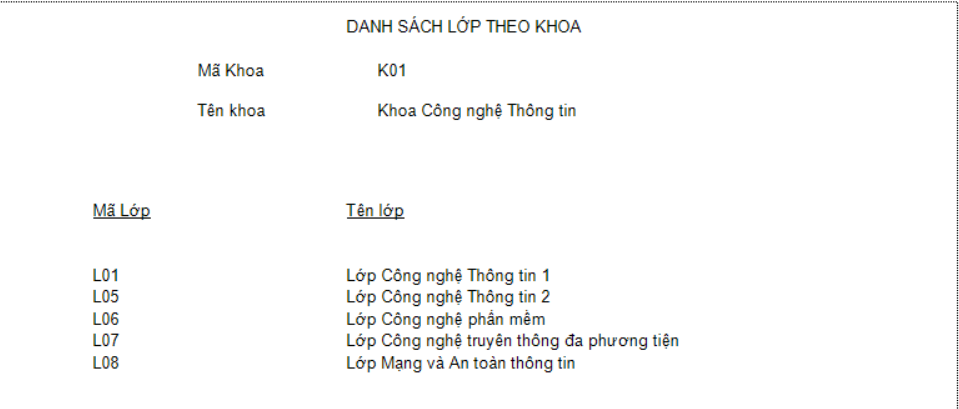 DANH SÁCH LỚP THEO KHOA
Mã Khoa K01
Tên khoa Khoa Công nghệ Thông tin
Mã Lớp Tên lớp
L01 Lớp Công nghệ Thông tin 1
L05 Lớp Công nghệ Thông tin 2
L06 Lớp Công nghệ phần mềm
L07 Lớp Công nghệ truyền thông đa phương tiện
L08 Lớp Mạng và An toàn thông tin